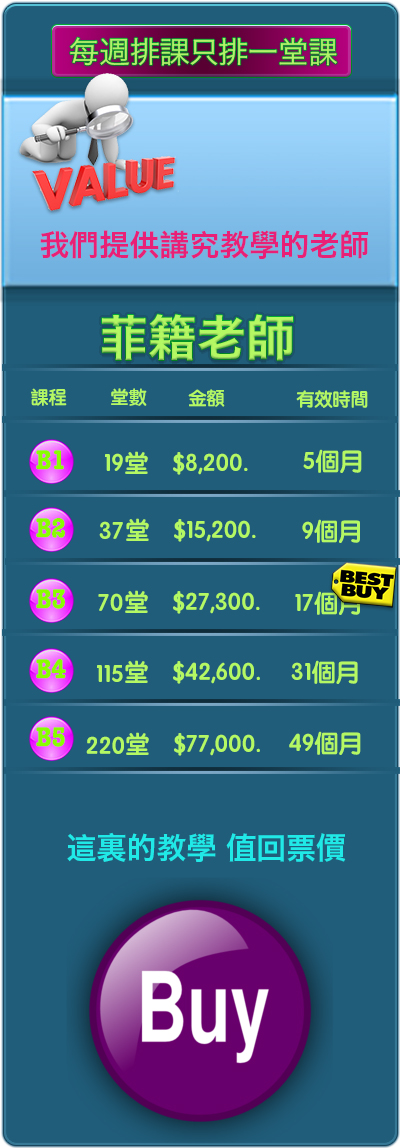 每週排課只排一堂課
VALUE
我們提供講究教學的老師
菲籍老師
課程 堂數 金額 有效時間
B1 19堂 $8,200. 5個月
B2 37堂 $15,200. 9個月
BEST
BUY
B3 70堂 $27,300. 17個月
B4 115堂 $42,600. 31個月
B5 220堂 $77,000. 49個月
這裏的教學 值回票價
Buy